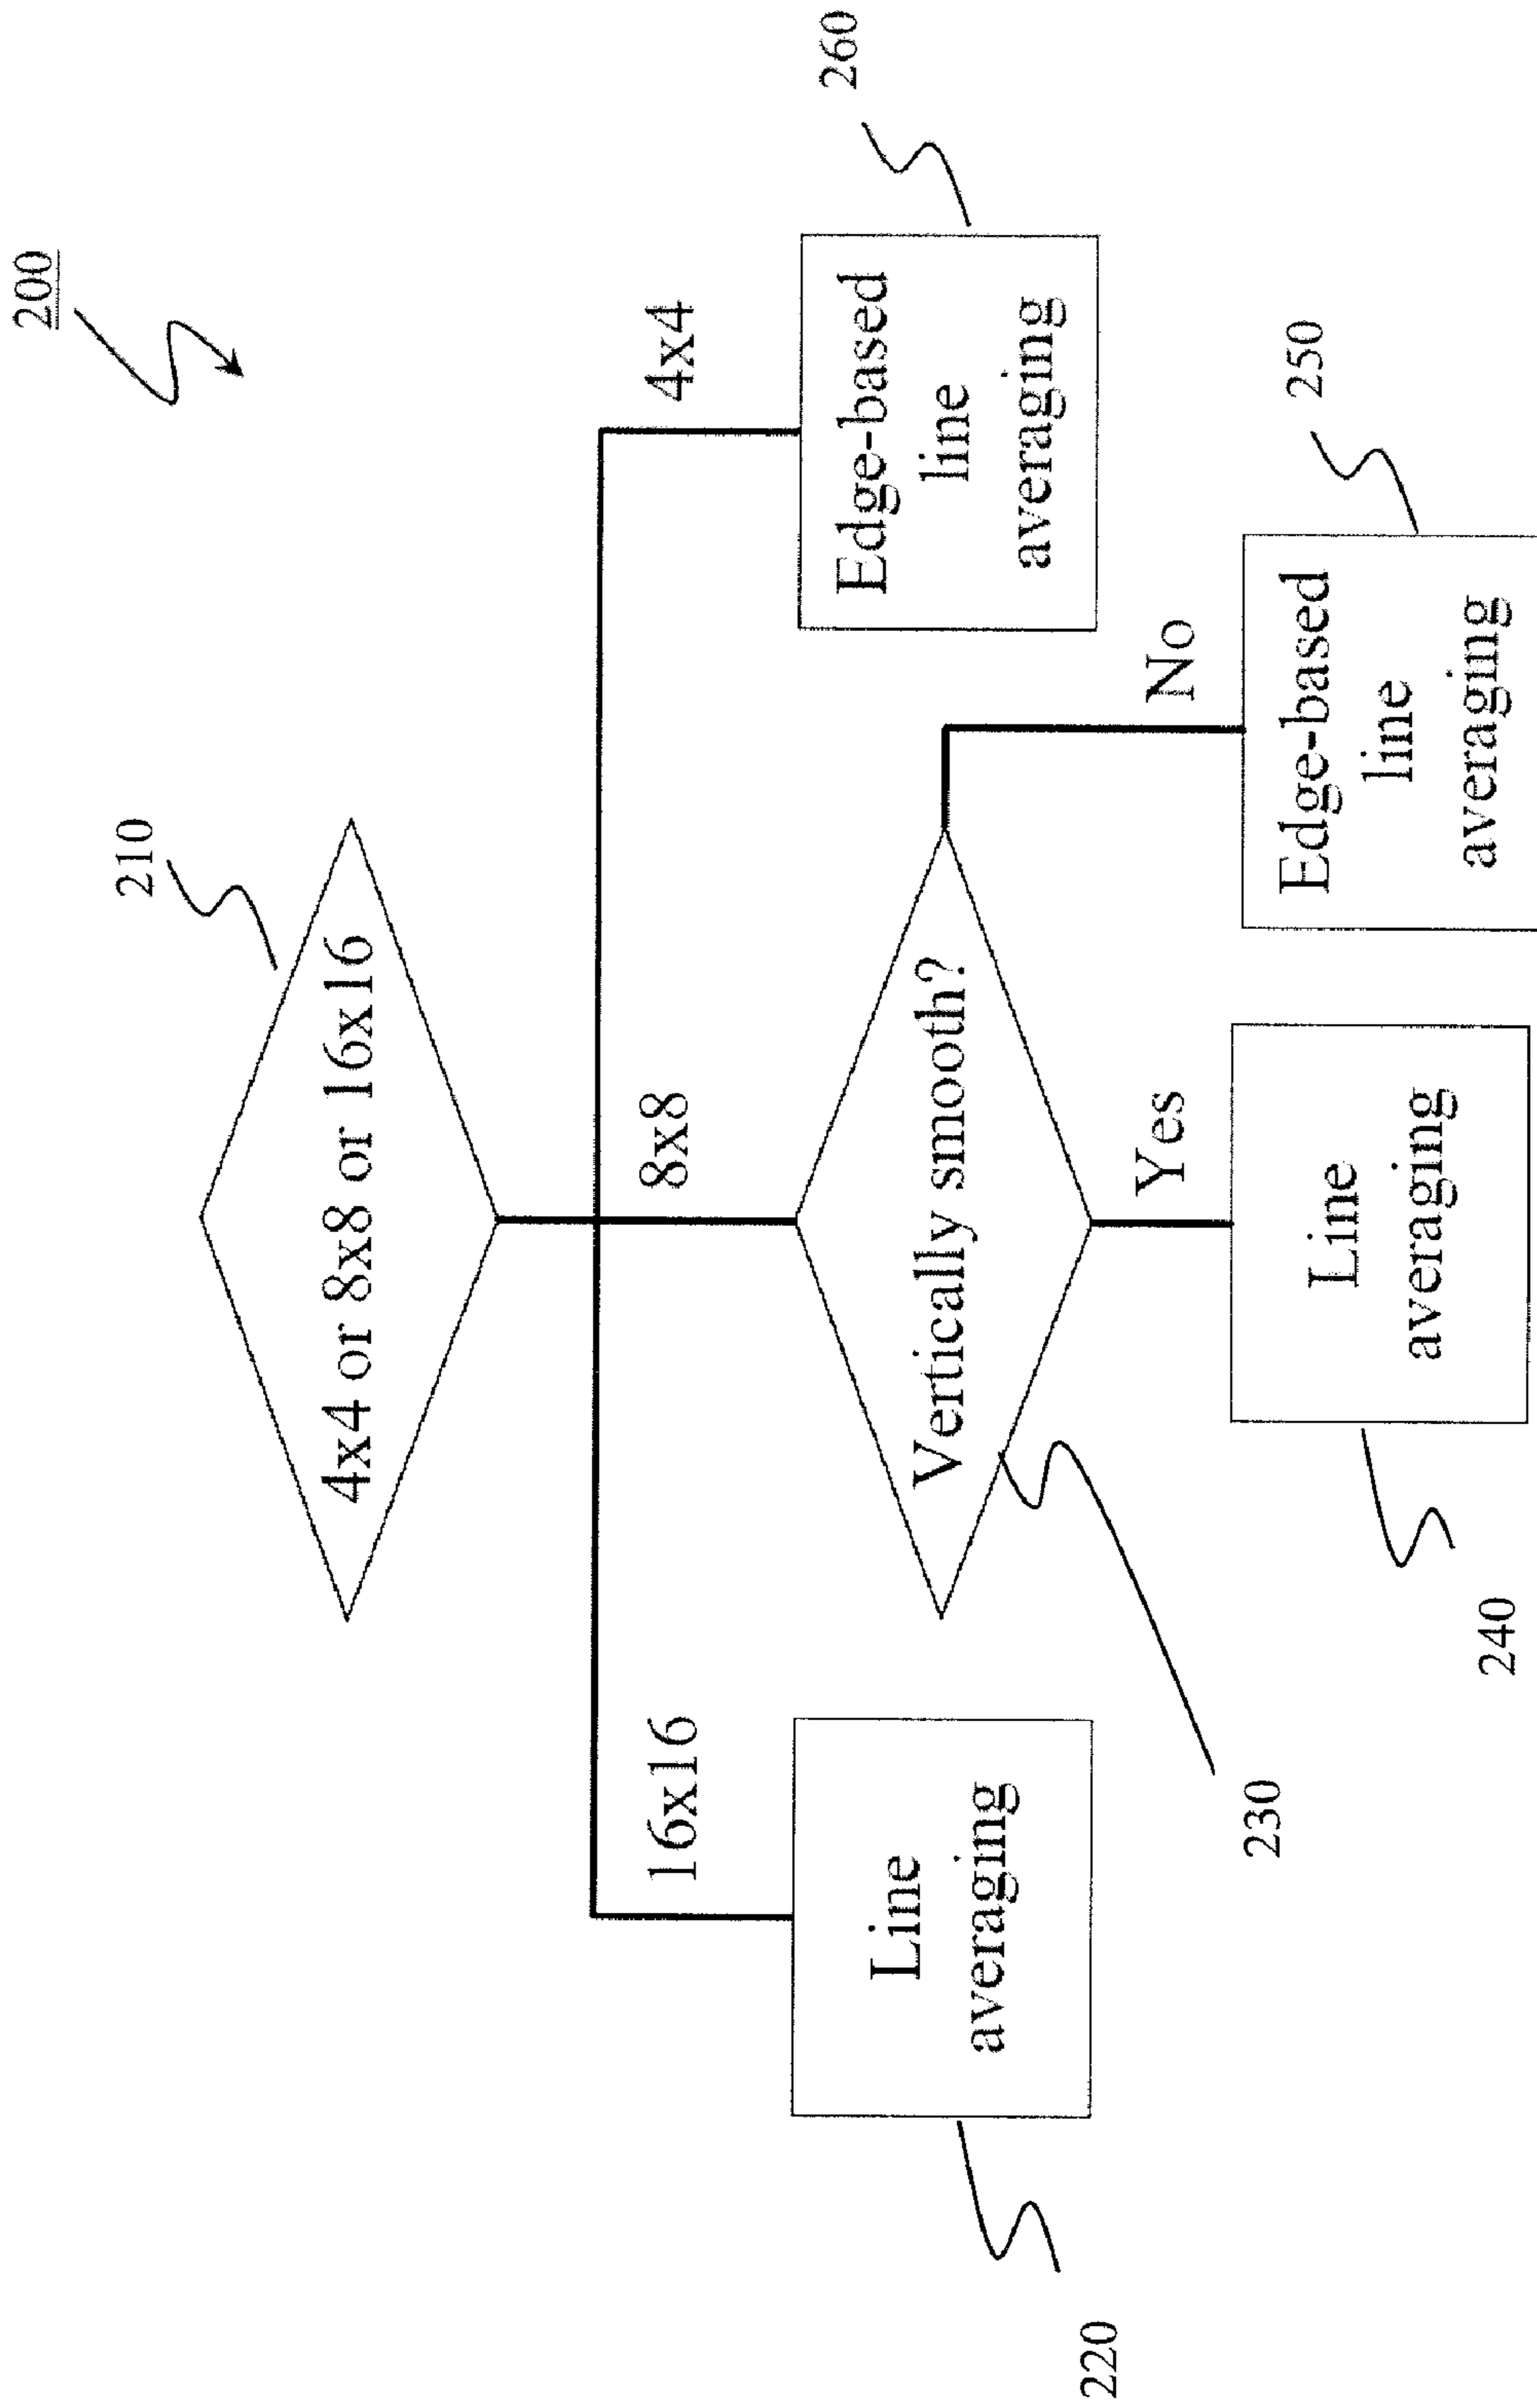 200
210
4x4 or 8x8 or 16x16
16x16
8x8
4x4
Line
averaging
220
Vertically smooth?
230
Edge-based
line
averaging
260
Yes
No
Line
averaging
240
Edge-based
line
averaging
250